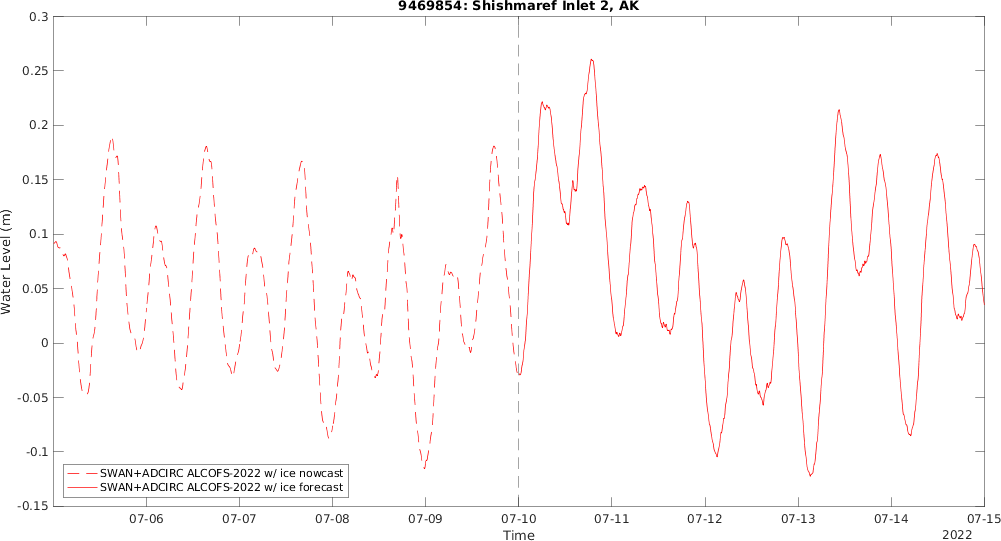 9469854: Shishmaref Inlet 2, AK
0.3
0.25
0.2
0.15
0.1
0.05
0
-0.05
-0.1
-0.15
Water Level (m)
SWAN+ADCIRC ALCOFS-2022 w/ ice nowcast
SWAN+ADCIRC ALCOFS-2022 w/ ice forecast
07-06 07-07 07-08 07-09 07-10 07-11 07-12 07-13 07-14 07-15
Time
2022